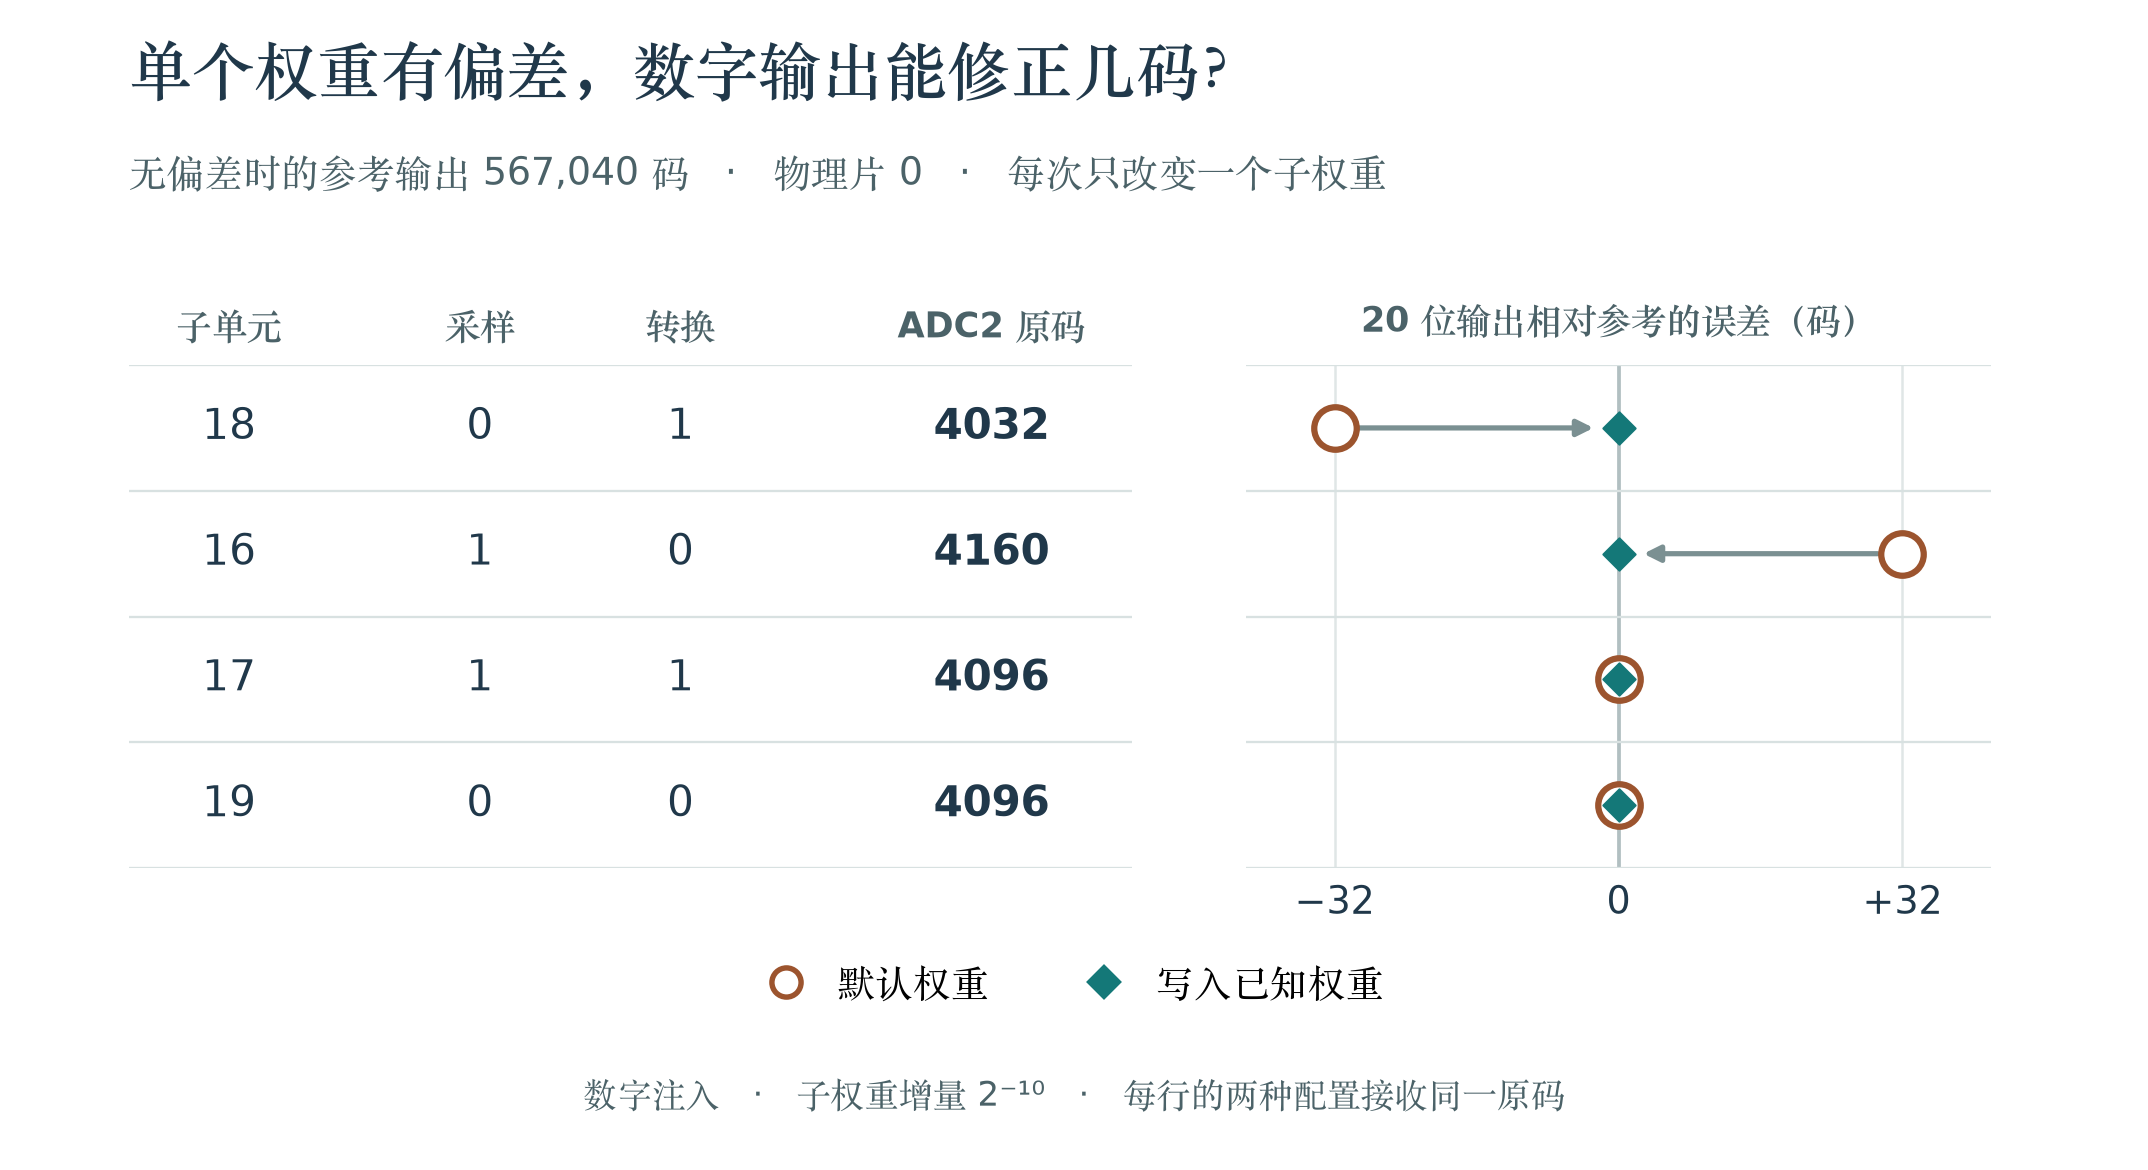 单个权重有偏差，数字输出能修正几码?
无偏差时的参考输出 567,040 码 · 物理片 0 · 每次只改变一个子权重
子单元 采样 转换 ADC2 原码 20 位输出相对参考的误差（码）
18 0 1 4032
16 1 0 4160
17 1 1 4096
19 0 0 4096
−32 0 +32
默认权重 写入已知权重
数字注入 · 子权重增量 2⁻¹⁰ · 每行的两种配置接收同一原码